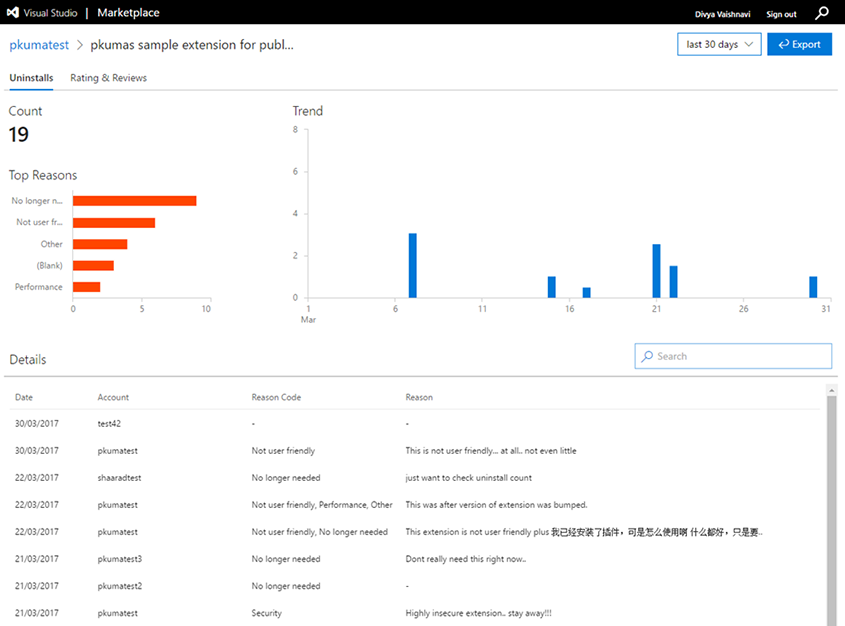 Visual Studio | Marketplace
Divya Vaishnavi Sign out
pkumatest > pkumas sample extension for publ...
last 30 days Export
Uninstalls Rating & Reviews
Count
19
Top Reasons
No longer n...
Not user fr...
Other
(Blank)
Performance
0 5 10
Trend
8
6
4
2
0
1 6 11 16 21 26 31
Mar
Details
Search
Date Account Reason Code Reason
30/03/2017 test42 - -
30/03/2017 pkumatest Not user friendly This is not user friendly... at all.. not even little
22/03/2017 shaaradtest No longer needed just want to check uninstall count
22/03/2017 pkumatest Not user friendly, Performance, Other This was after version of extension was bumped.
22/03/2017 pkumatest Not user friendly, No longer needed This extension is not user friendly plus 我已经安装了插件，可是怎么使用啊 什么都好，只是要..
21/03/2017 pkumatest3 No longer needed Dont really need this right now..
21/03/2017 pkumatest2 No longer needed -
21/03/2017 pkumatest Security Highly insecure extension.. stay away!!!